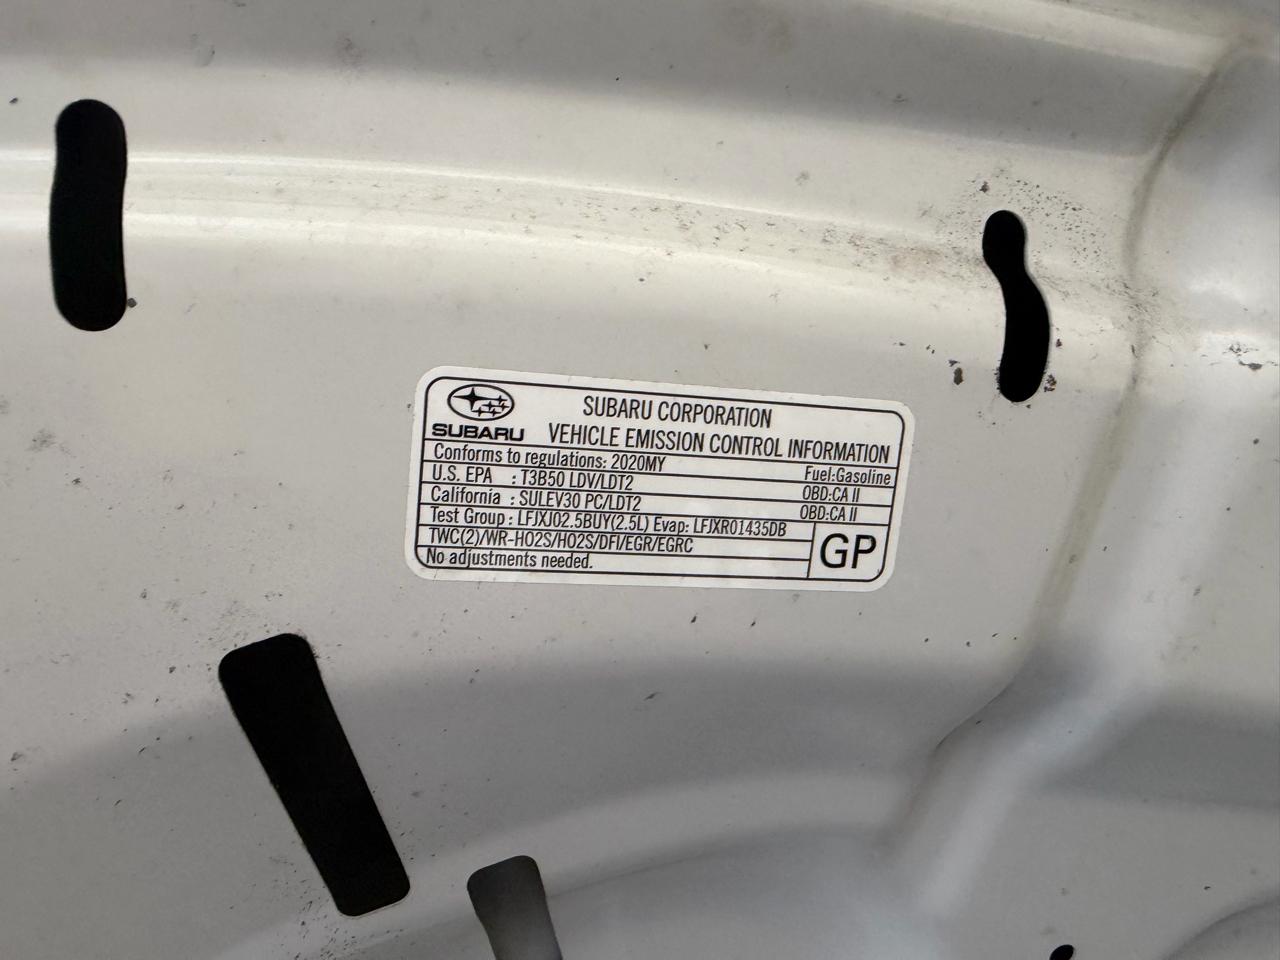 SUBARU CORPORATION
SUBARU VEHICLE EMISSION CONTROL INFORMATION
Conforms to regulations: 2020MY Fuel:Gasoline
U.S. EPA : T3B50 LDV/LDT2 OBD:CA II
California : SULEV30 PC/LDT2 OBD:CA II
Test Group : LFJXJ02.5BUY(2.5L) Evap: LFJXR01435DB
TWC(2)/WR-HO2S/HO2S/DFI/EGR/EGRC
GP
No adjustments needed.